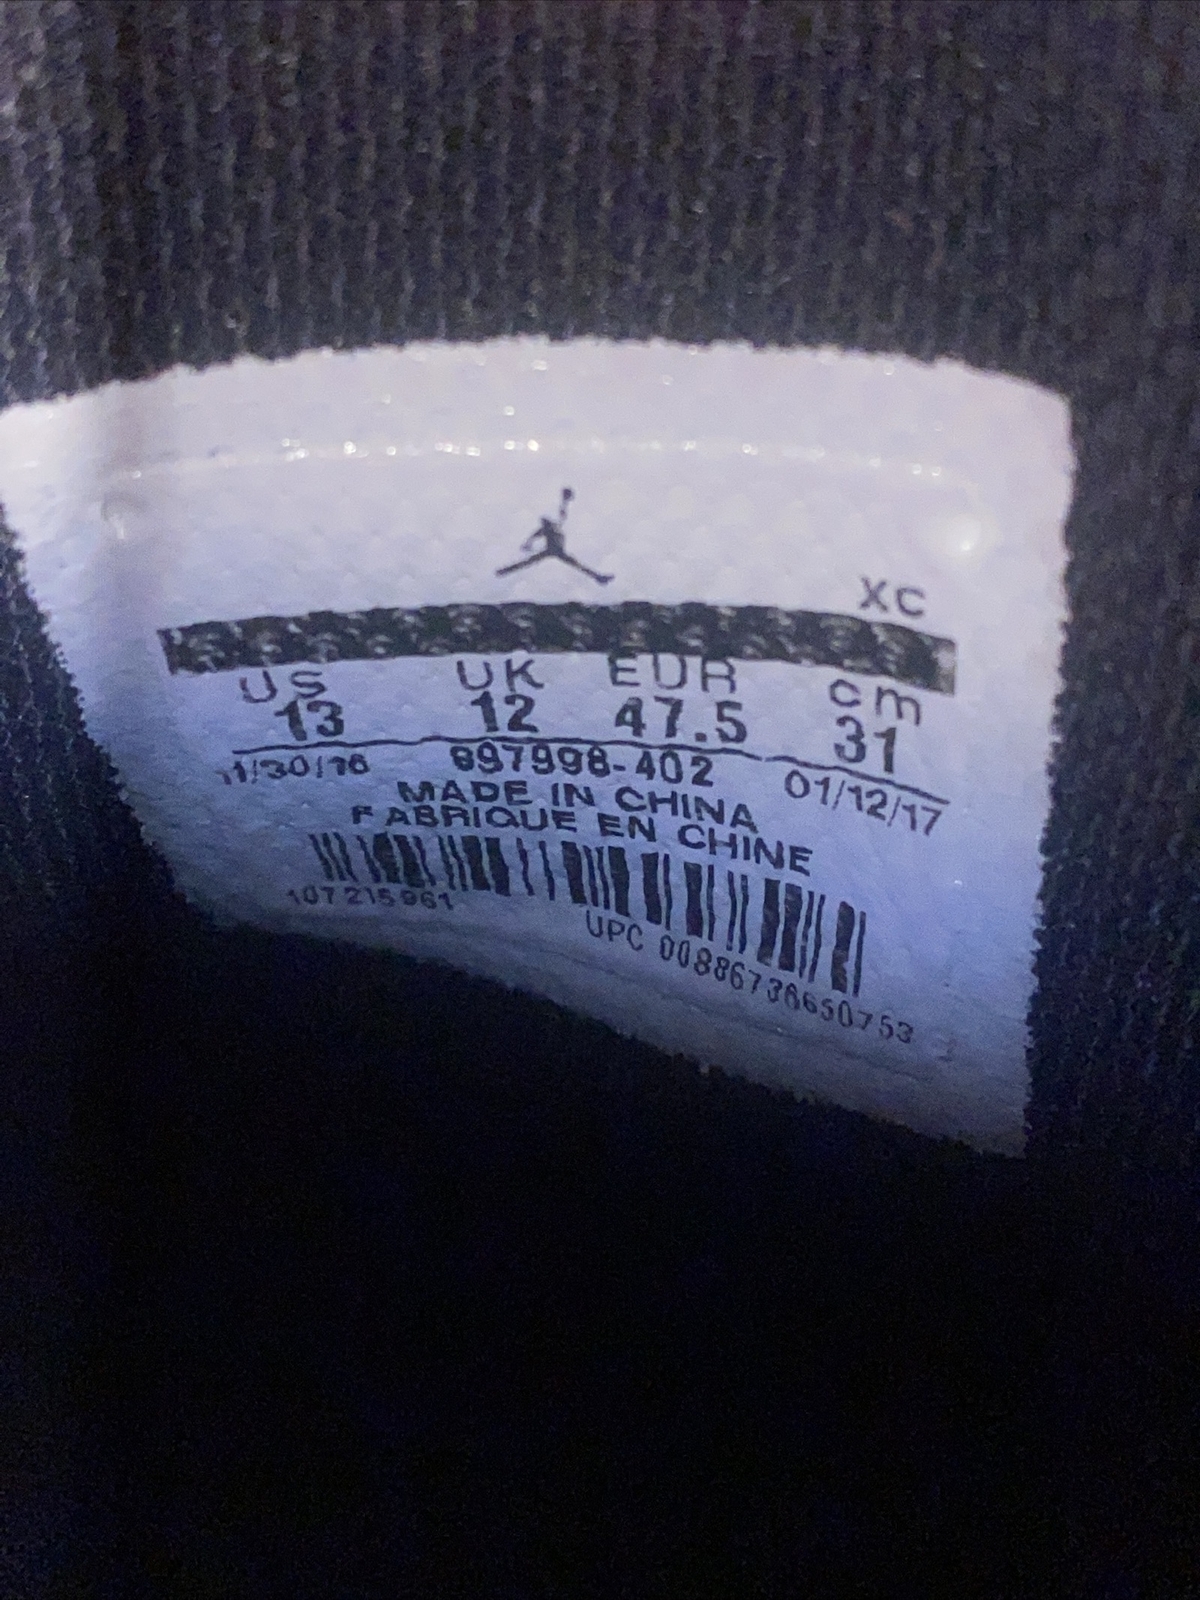 XC
US UK EUR cm
13 12 47.5 31
11/30/16 897998-402 01/12/17
MADE IN CHINA
FABRIQUE EN CHINE
107215961
UPC 00886736650753